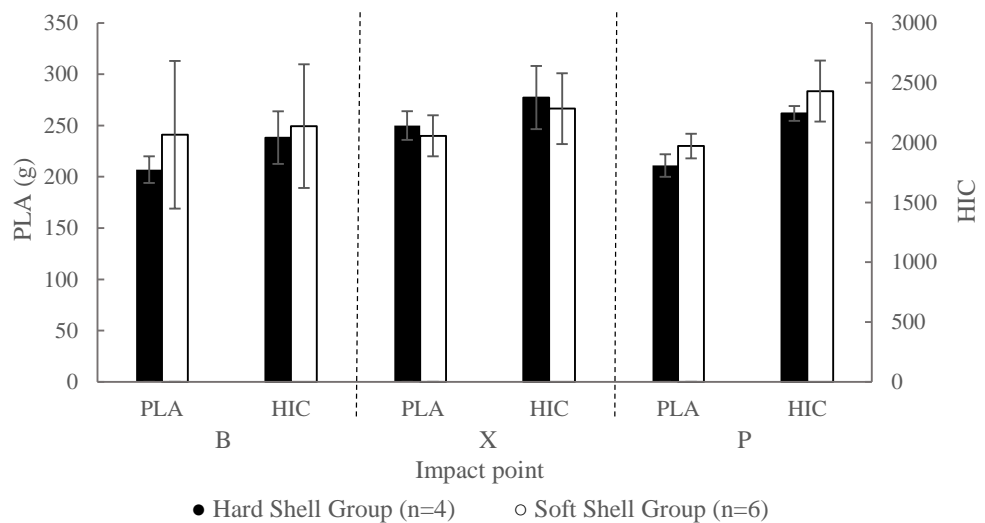 350
300
250
200
150
100
50
0
PLA (g)
3000
2500
2000
1500
1000
500
0
HIC
PLA HIC PLA HIC PLA HIC
B X P
Impact point
Hard Shell Group (n=4) Soft Shell Group (n=6)